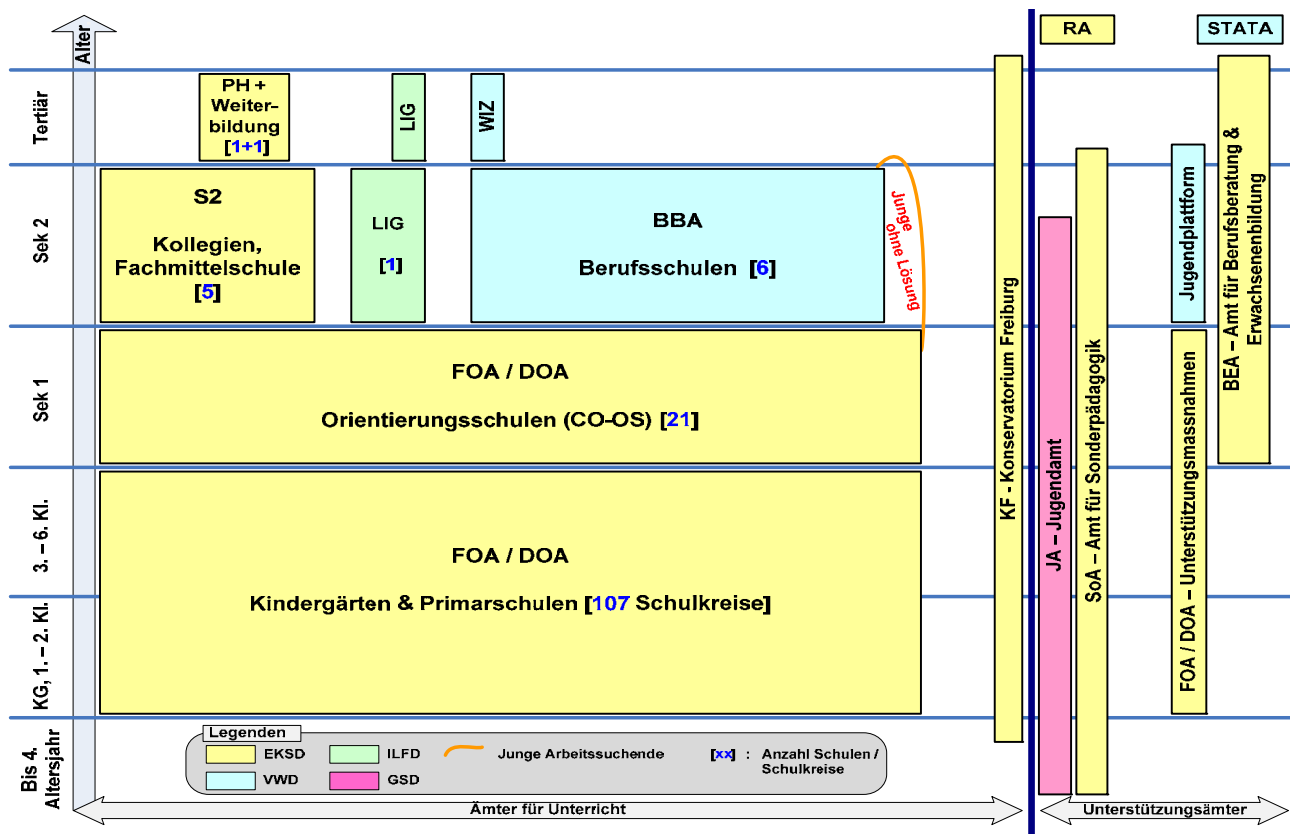 Alter
RA
STATA
Tertiär
PH +
Weiter–
bildung
[1+1]
LIG
WIZ
Sek 2
S2
Kollegien,
Fachmittelschule
[5]
LIG
[1]
BBA
Berufsschulen [6]
Junge
ohne Lösung
Sek 1
FOA / DOA
Orientierungsschulen (CO-OS) [21]
3. – 6. Kl.
KG, 1. – 2. Kl.
FOA / DOA
Kindergärten & Primarschulen [107 Schulkreise]
Bis 4.
Altersjahr
KF - Konservatorium Freiburg
JA – Jugendamt
SoA – Amt für Sonderpädagogik
Jugendplattform
FOA / DOA – Unterstützungsmassnahmen
BEA – Amt für Berufsberatung &
Erwachsenenbildung
Legenden
EKSD
ILFD
Junge Arbeitssuchende
[xx] : Anzahl Schulen /
Schulkreise
VWD
GSD
Ämter für Unterricht
Unterstützungsämter